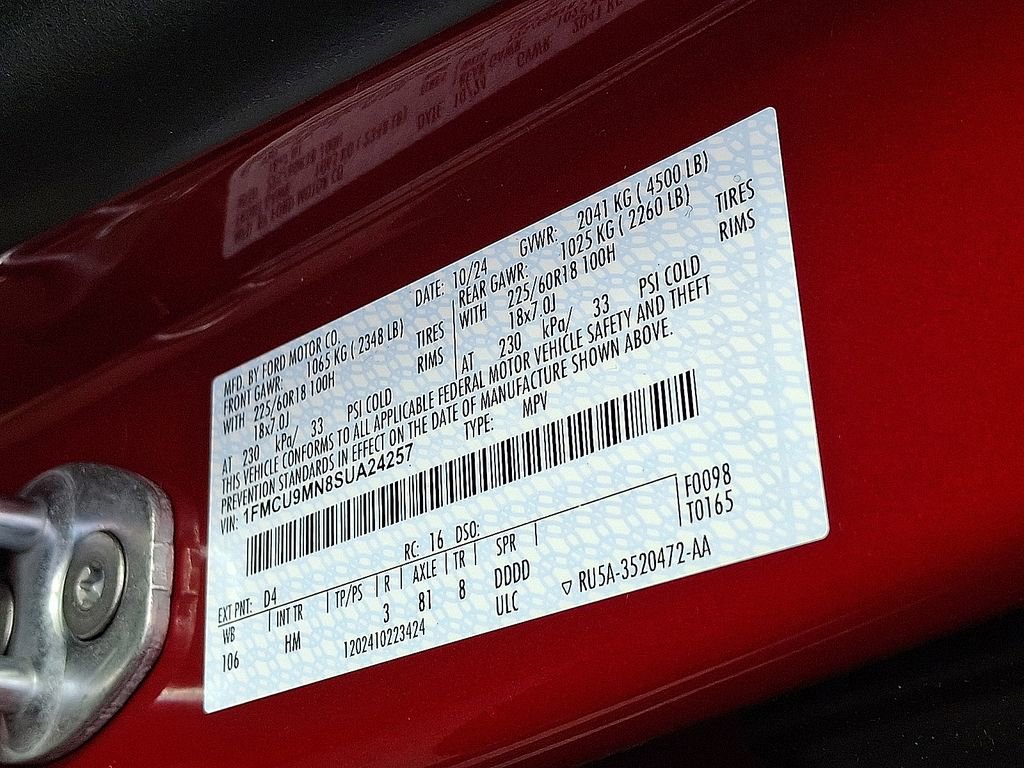 MFD. BY FORD MOTOR CO.
DATE: 10/24 GVWR: 2041 KG ( 4500 LB)
FRONT GAWR: 1065 KG ( 2348 LB) REAR GAWR: 1025 KG ( 2260 LB)
WITH 225/60R18 100H TIRES WITH 225/60R18 100H TIRES
18x7.0J RIMS 18x7.0J RIMS
AT 230 kPa/ 33 PSI COLD AT 230 kPa/ 33 PSI COLD
THIS VEHICLE CONFORMS TO ALL APPLICABLE FEDERAL MOTOR VEHICLE SAFETY AND THEFT
PREVENTION STANDARDS IN EFFECT ON THE DATE OF MANUFACTURE SHOWN ABOVE.
VIN: 1FMCU9MN8SUA24257 TYPE: MPV
F0098
T0165
EXT PNT: D4 RC: 16 DSO:
WB INT TR TP/PS R AXLE TR SPR
106 HM 3 81 8 DDDD
1202410223424 ULC ▽ RU5A-3520472-AA